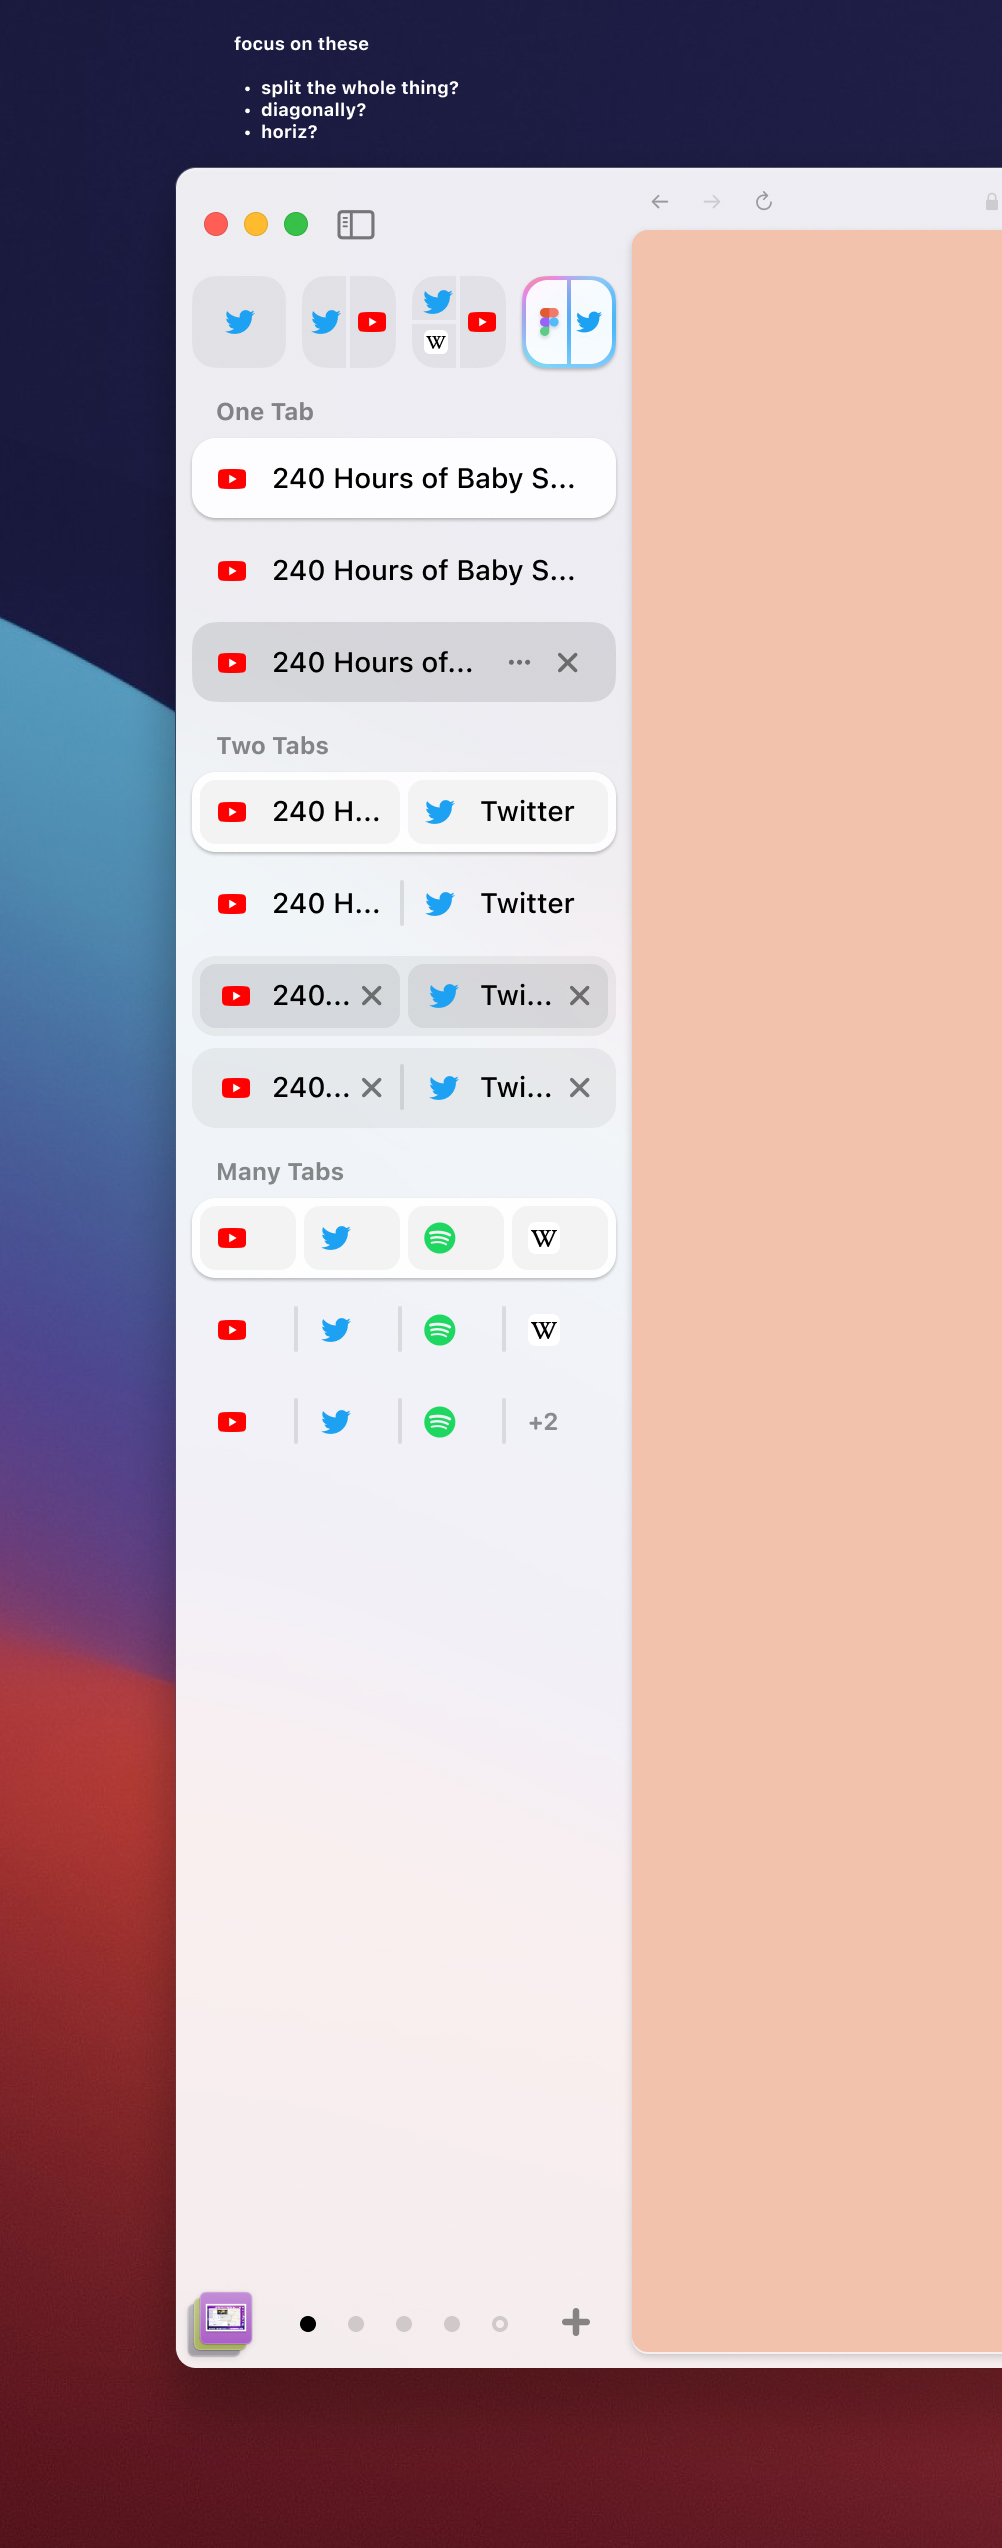 focus on these
• split the whole thing?
• diagonally?
• horiz?
W
One Tab
240 Hours of Baby S...
240 Hours of Baby S...
240 Hours of...
Two Tabs
240 H... Twitter
240 H... Twitter
240... Twi...
240... Twi...
Many Tabs
W
W
+2